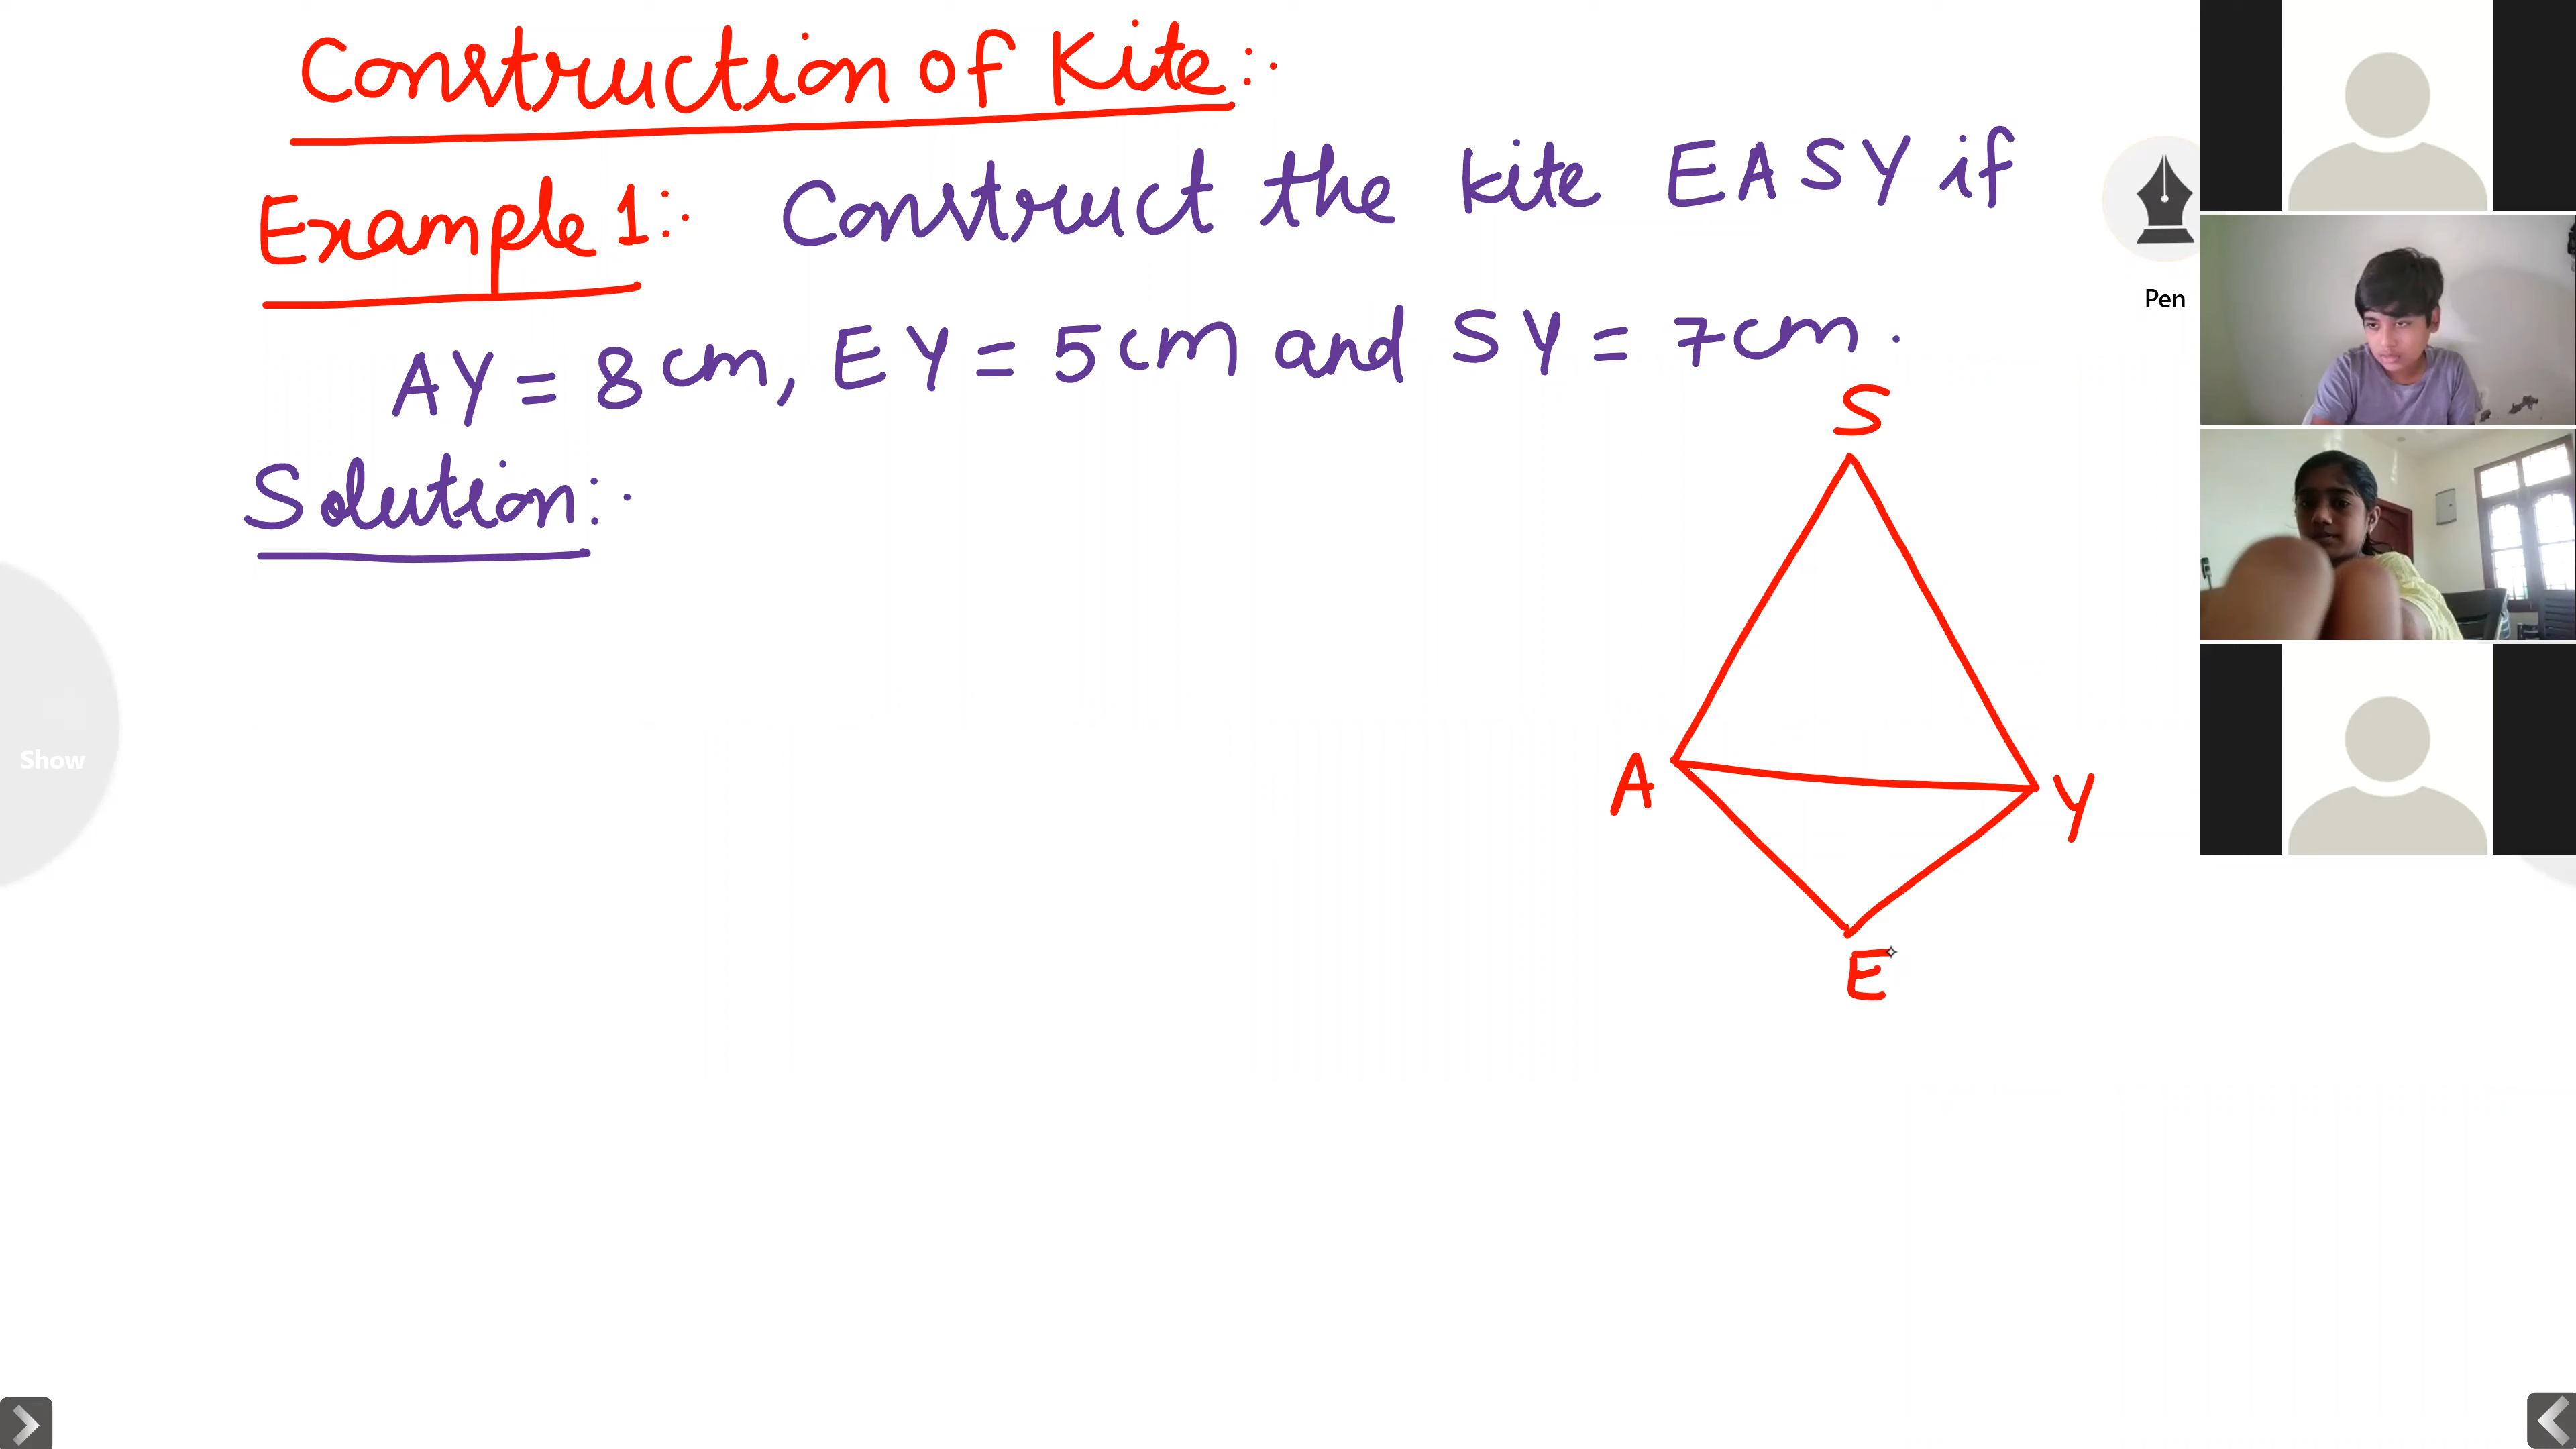 Construction of Kite:-
Example 1:- Construct the kite EASY if
AY = 8 cm, EY = 5 cm and SY = 7 cm.
Solution:-
S
A
Y
E
Pen
Show